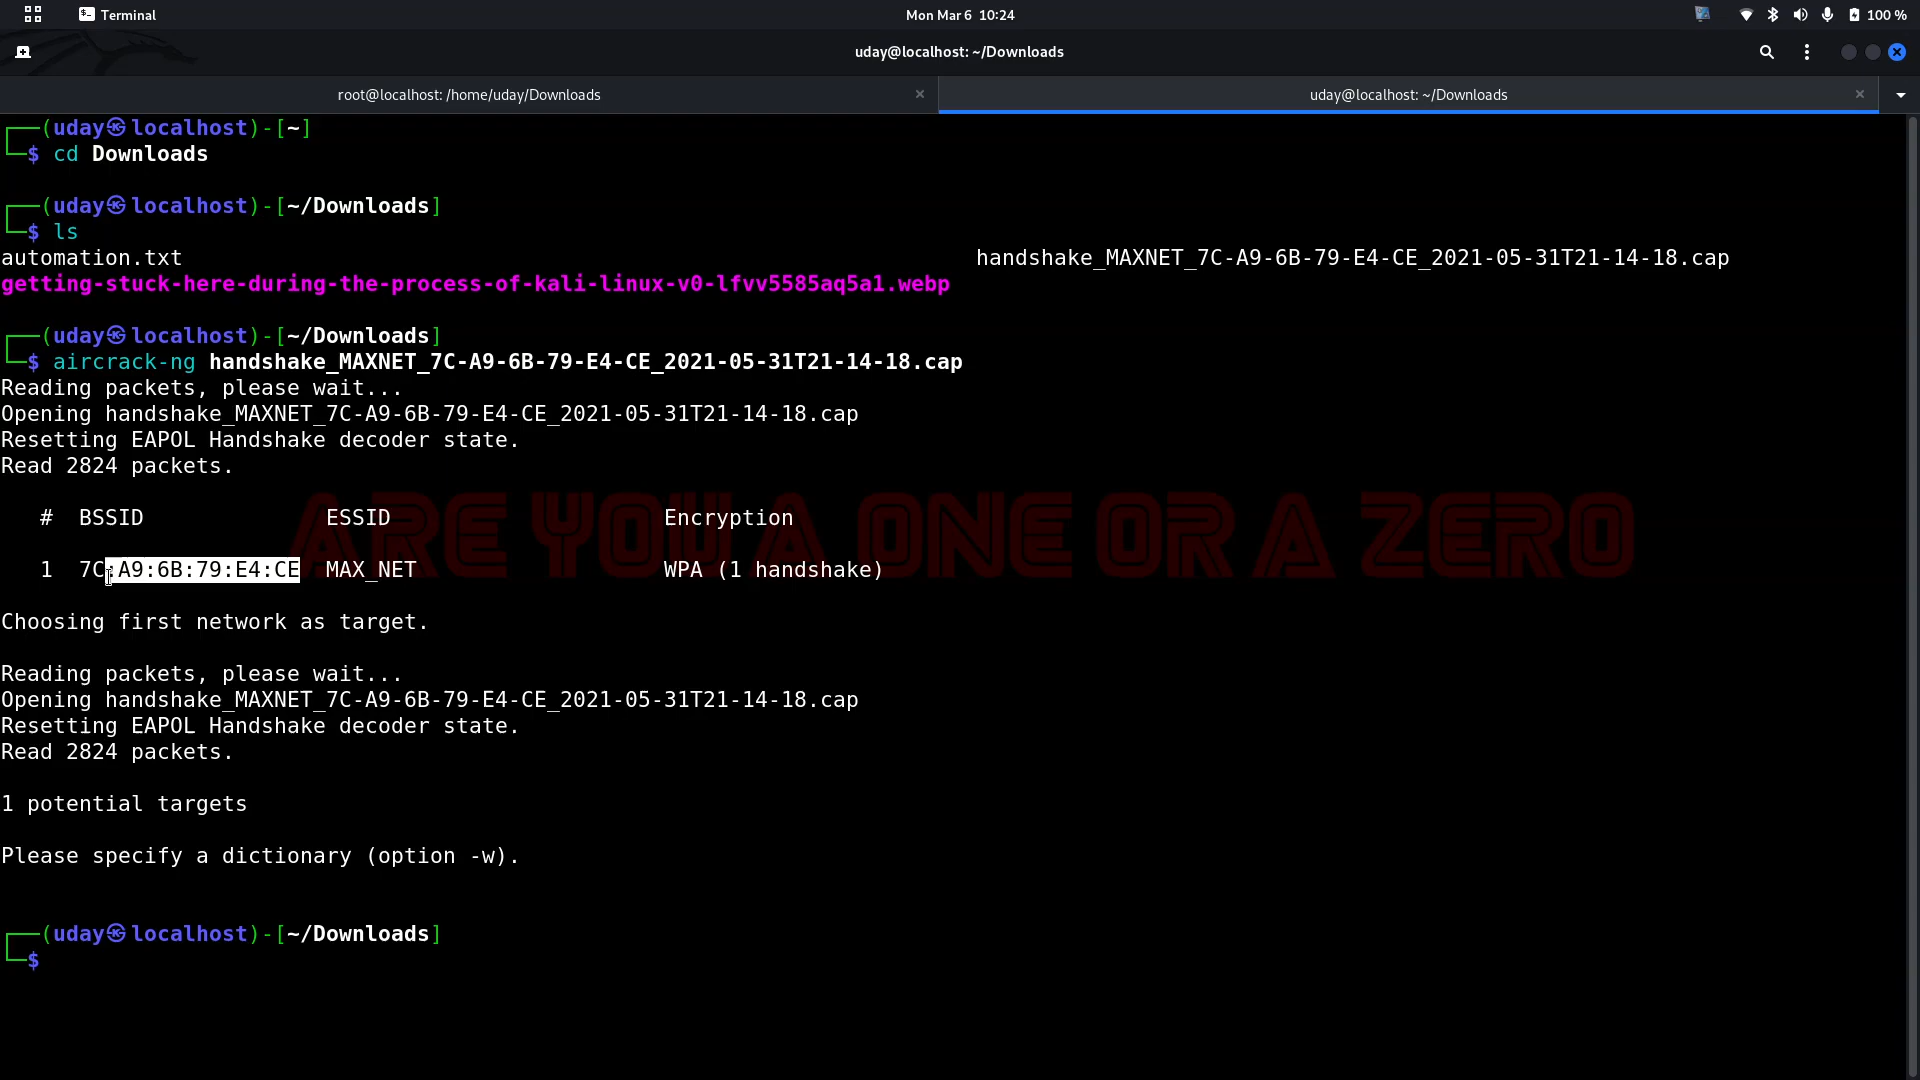 Terminal
Mon Mar 6 10:24
100 %
uday@localhost: ~/Downloads
root@localhost: /home/uday/Downloads
uday@localhost: ~/Downloads
(uday㉿localhost)-[~]
$ cd Downloads
(uday㉿localhost)-[~/Downloads]
$ ls
automation.txt handshake_MAXNET_7C-A9-6B-79-E4-CE_2021-05-31T21-14-18.cap
getting-stuck-here-during-the-process-of-kali-linux-v0-lfvv5585aq5a1.webp
(uday㉿localhost)-[~/Downloads]
$ aircrack-ng handshake_MAXNET_7C-A9-6B-79-E4-CE_2021-05-31T21-14-18.cap
Reading packets, please wait...
Opening handshake_MAXNET_7C-A9-6B-79-E4-CE_2021-05-31T21-14-18.cap
Resetting EAPOL Handshake decoder state.
Read 2824 packets.
# BSSID ESSID Encryption
ARE YOU A ONE OR A ZERO
1 7C:A9:6B:79:E4:CE MAX_NET WPA (1 handshake)
Choosing first network as target.
Reading packets, please wait...
Opening handshake_MAXNET_7C-A9-6B-79-E4-CE_2021-05-31T21-14-18.cap
Resetting EAPOL Handshake decoder state.
Read 2824 packets.
1 potential targets
Please specify a dictionary (option -w).
(uday㉿localhost)-[~/Downloads]
$